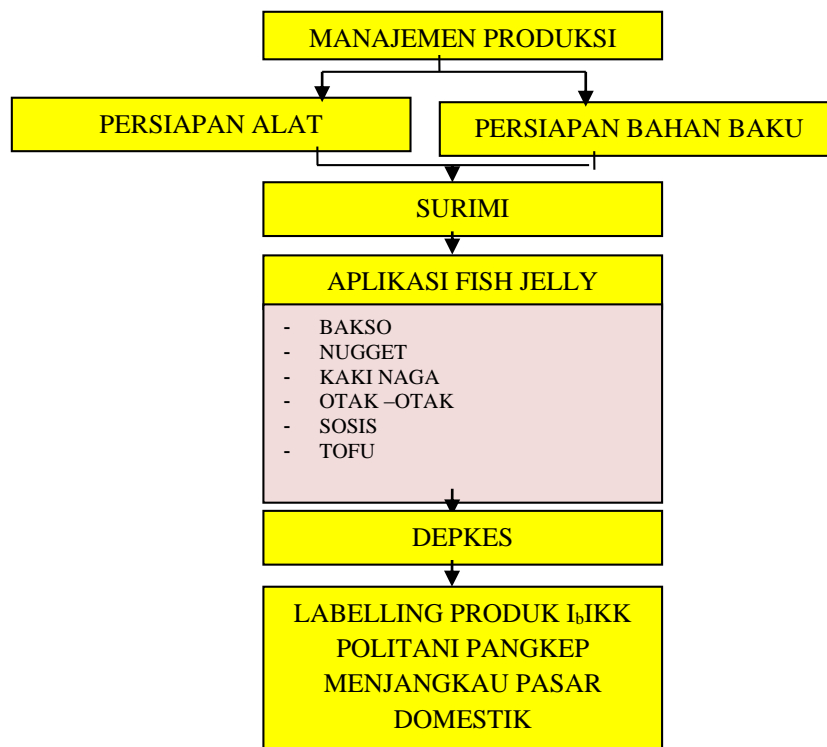 MANAJEMEN PRODUKSI
PERSIAPAN ALAT
PERSIAPAN BAHAN BAKU
SURIMI
APLIKASI FISH JELLY
- BAKSO
- NUGGET
- KAKI NAGA
- OTAK –OTAK
- SOSIS
- TOFU
DEPKES
LABELLING PRODUK IbIKK
POLITANI PANGKEP
MENJANGKAU PASAR
DOMESTIK